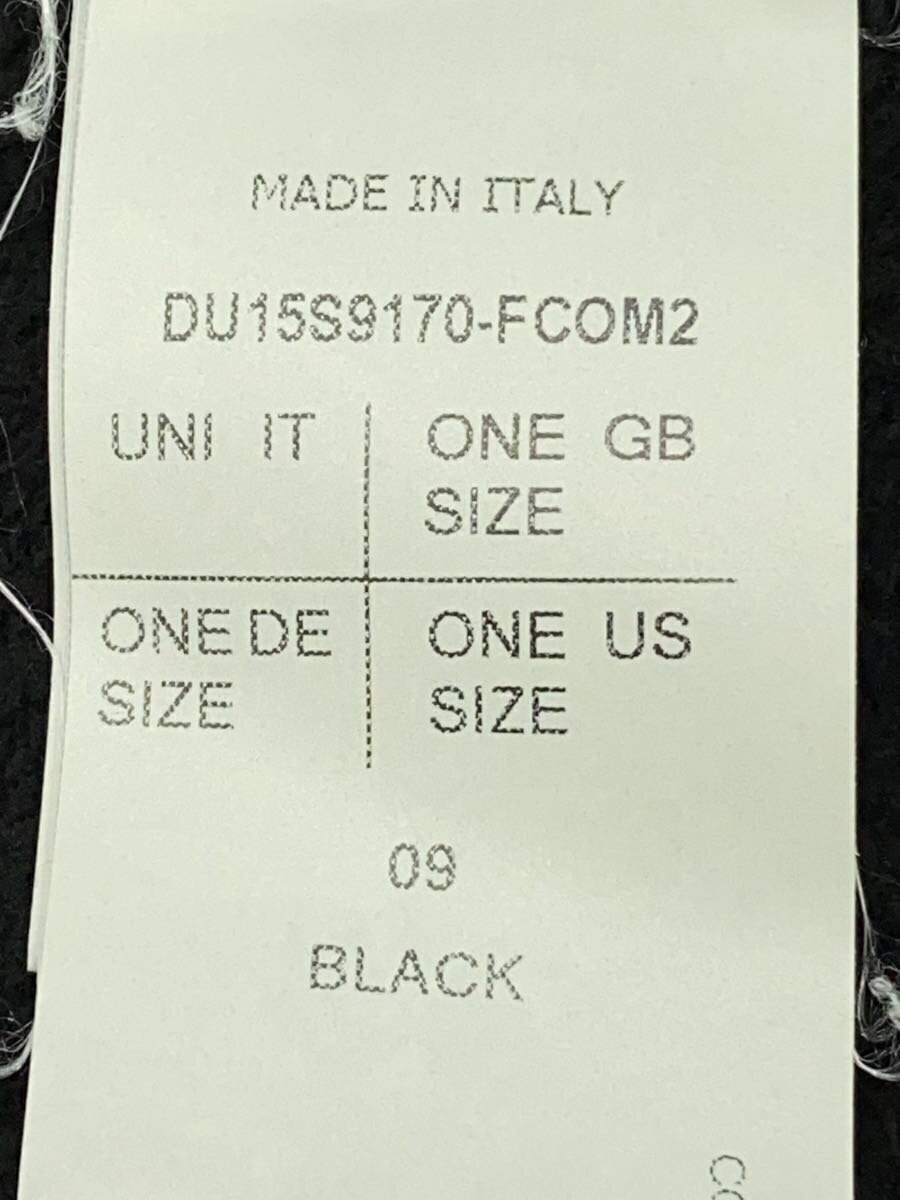 MADE IN ITALY
DU15S9170-FCOM2
UNI IT
ONE GB
SIZE
ONE DE
SIZE
ONE US
SIZE
09
BLACK